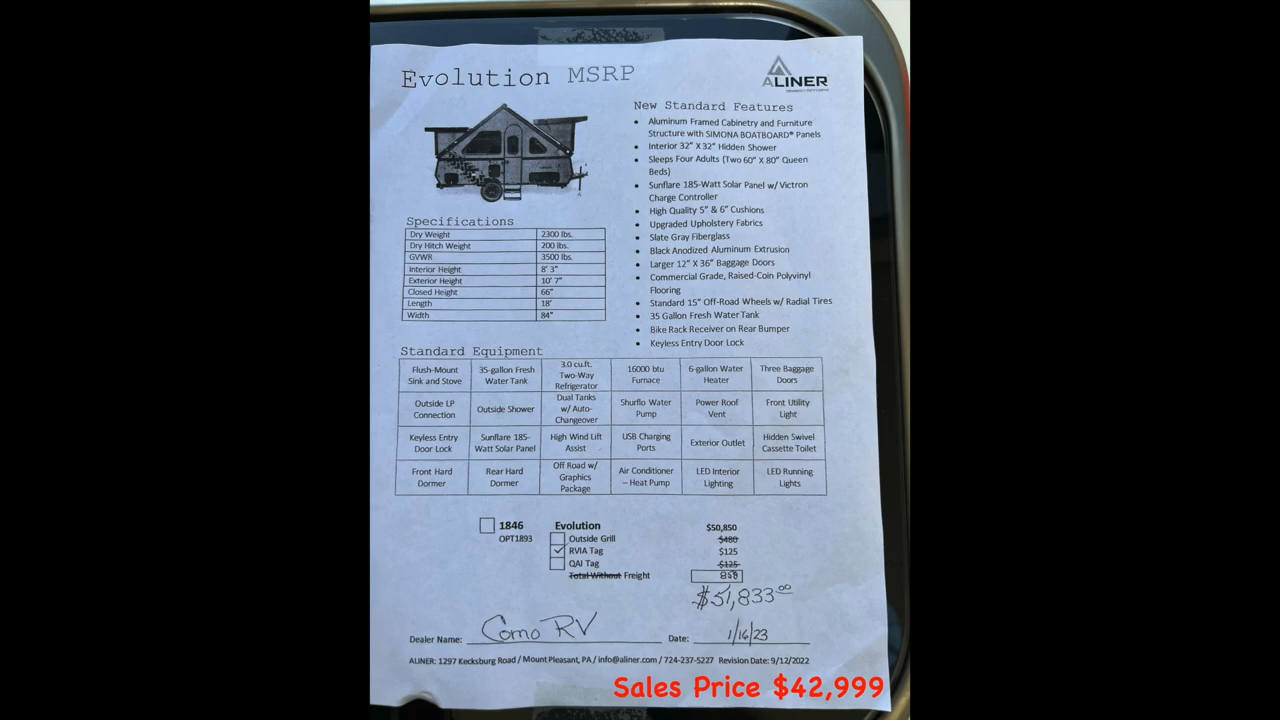 Evolution MSRP
ALINER
New Standard Features
• Aluminum Framed Cabinetry and Furniture
Structure with SIMONA BOATBOARD® Panels
• Interior 32" X 32" Hidden Shower
• Sleeps Four Adults (Two 60" X 80" Queen
Beds)
• Sunflare 185-Watt Solar Panel w/ Victron
Charge Controller
• High Quality 5" & 6" Cushions
• Upgraded Upholstery Fabrics
• Slate Gray Fiberglass
• Black Anodized Aluminum Extrusion
• Larger 12" X 36" Baggage Doors
• Commercial Grade, Raised-Coin Polyvinyl
Flooring
• Standard 15" Off-Road Wheels w/ Radial Tires
• 35 Gallon Fresh Water Tank
• Bike Rack Receiver on Rear Bumper
• Keyless Entry Door Lock
Specifications
Dry Weight 2300 lbs.
Dry Hitch Weight 200 lbs.
GVWR 3500 lbs.
Interior Height 8' 3"
Exterior Height 10' 7"
Closed Height 66"
Length 18'
Width 84"
Standard Equipment
Flush-Mount
Sink and Stove
35-gallon Fresh
Water Tank
3.0 cu.ft.
Two-Way
Refrigerator
16000 btu
Furnace
6-gallon Water
Heater
Three Baggage
Doors
Outside LP
Connection
Outside Shower
Dual Tanks
w/ Auto-
Changeover
Shurflo Water
Pump
Power Roof
Vent
Front Utility
Light
Keyless Entry
Door Lock
Sunflare 185-
Watt Solar Panel
High Wind Lift
Assist
USB Charging
Ports
Exterior Outlet
Hidden Swivel
Cassette Toilet
Front Hard
Dormer
Rear Hard
Dormer
Off Road w/
Graphics
Package
Air Conditioner
– Heat Pump
LED Interior
Lighting
LED Running
Lights
1846 Evolution $50,850
OPT1893 Outside Grill $480
RVIA Tag $125
QAI Tag $125
Total Without Freight 858
$51,833.00
Dealer Name: Como RV Date: 1/16/23
ALINER: 1297 Kecksburg Road / Mount Pleasant, PA / info@aliner.com / 724-237-5227 Revision Date: 9/12/2022
Sales Price $42,999